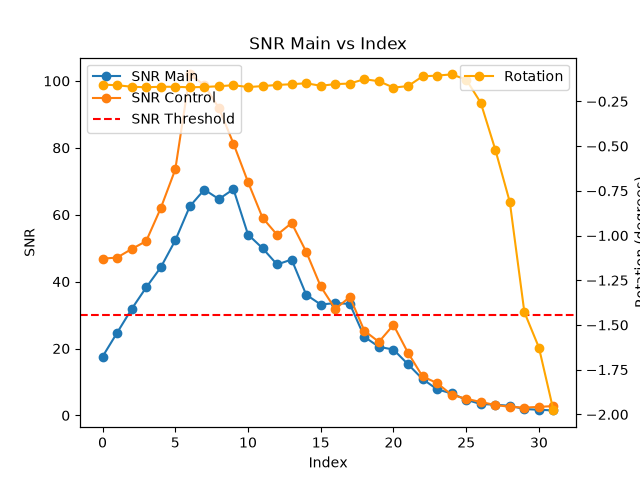 SNR Main vs Index
SNR Main
SNR Control
SNR Threshold
Rotation
SNR
100
80
60
40
20
0
−0.25
−0.50
−0.75
−1.00
−1.25
−1.50
−1.75
−2.00
Rotation (degrees)
0 5 10 15 20 25 30
Index